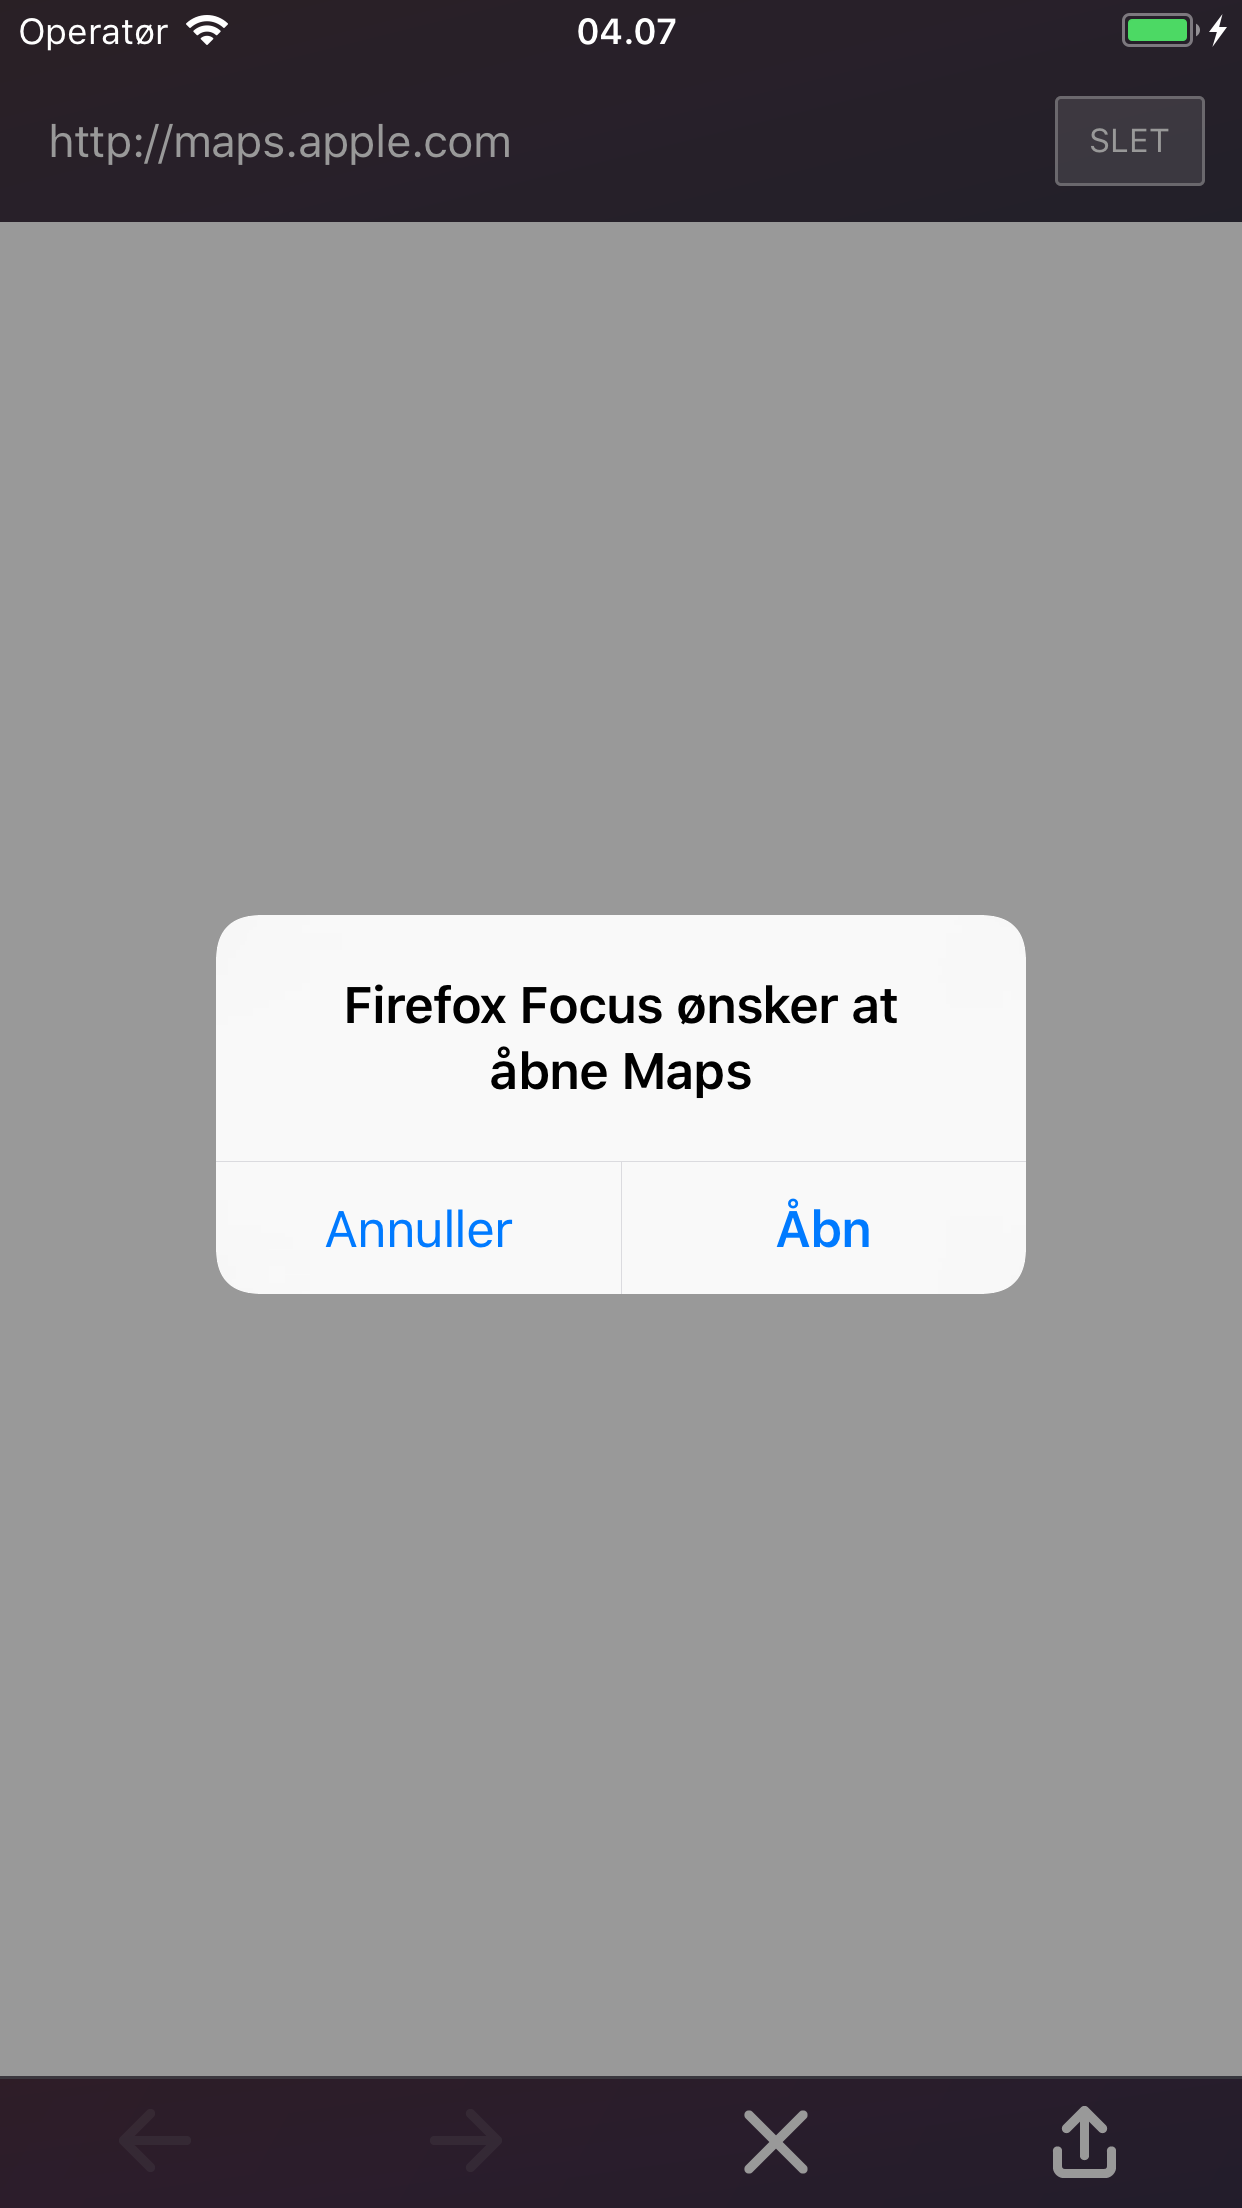 Operatør
04.07
http://maps.apple.com
SLET
Firefox Focus ønsker at
åbne Maps
Annuller
Åbn